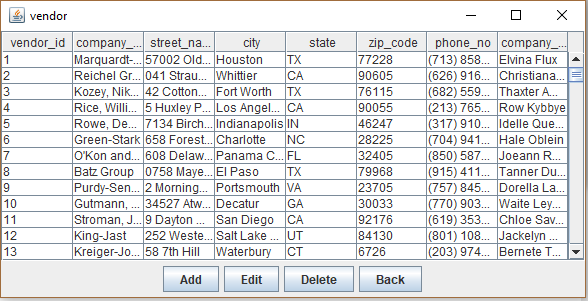 vendor
vendor_id company_... street_na... city state zip_code phone_no company_...
1 Marquardt-... 57002 Old... Houston TX 77228 (713) 858... Elvina Flux
2 Reichel Gr... 041 Strau... Whittier CA 90605 (626) 916... Christiana...
3 Kozey, Nik... 42 Cotton... Fort Worth TX 76115 (682) 559... Thaxter A...
4 Rice, Willi... 5 Huxley P... Los Angel... CA 90055 (213) 765... Row Kybbye
5 Rowe, De... 7134 Birch... Indianapolis IN 46247 (317) 910... Idelle Que...
6 Green-Stark 658 Forest... Charlotte NC 28225 (704) 941... Hale Oblein
7 O'Kon and... 608 Delaw... Panama C... FL 32405 (850) 587... Joeann R...
8 Batz Group 0758 Maye... El Paso TX 79968 (915) 411... Tanner Du...
9 Purdy-Sen... 2 Morning... Portsmouth VA 23705 (757) 845... Dorella La...
10 Gutmann, ... 34527 Atw... Decatur GA 30033 (770) 903... Waite Ley...
11 Stroman, J... 9 Dayton ... San Diego CA 92176 (619) 353... Chloe Sav...
12 King-Jast 252 Weste... Salt Lake ... UT 84130 (801) 108... Jackelyn ...
13 Kreiger-Jo... 58 7th Hill Waterbury CT 6726 (203) 974... Bernete T...
Add Edit Delete Back